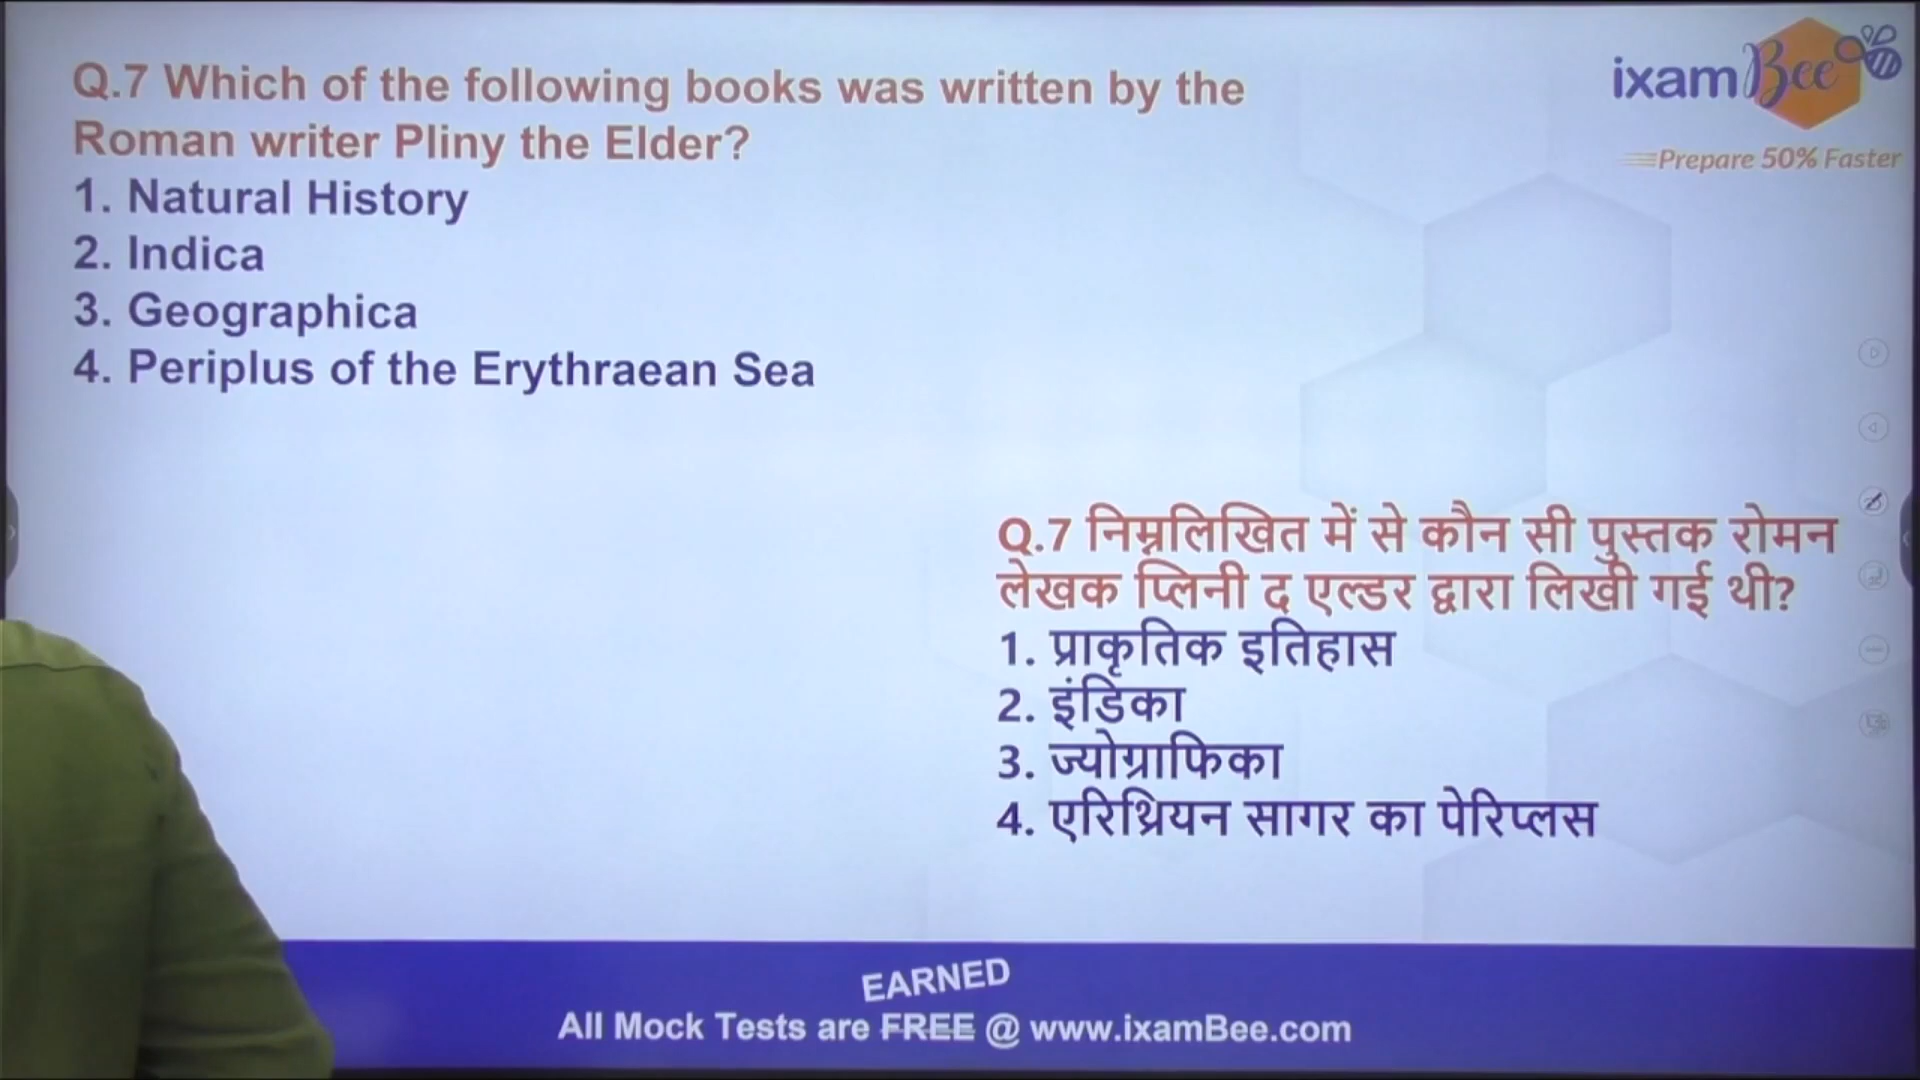 Q.7 Which of the following books was written by the
Roman writer Pliny the Elder?
1. Natural History
2. Indica
3. Geographica
4. Periplus of the Erythraean Sea
ixamBee
Prepare 50% Faster
Q.7 निम्नलिखित में से कौन सी पुस्तक रोमन
लेखक प्लिनी द एल्डर द्वारा लिखी गई थी?
1. प्राकृतिक इतिहास
2. इंडिका
3. ज्योग्राफिका
4. एरिथ्रियन सागर का पेरिप्लस
EARNED
All Mock Tests are FREE @ www.ixamBee.com